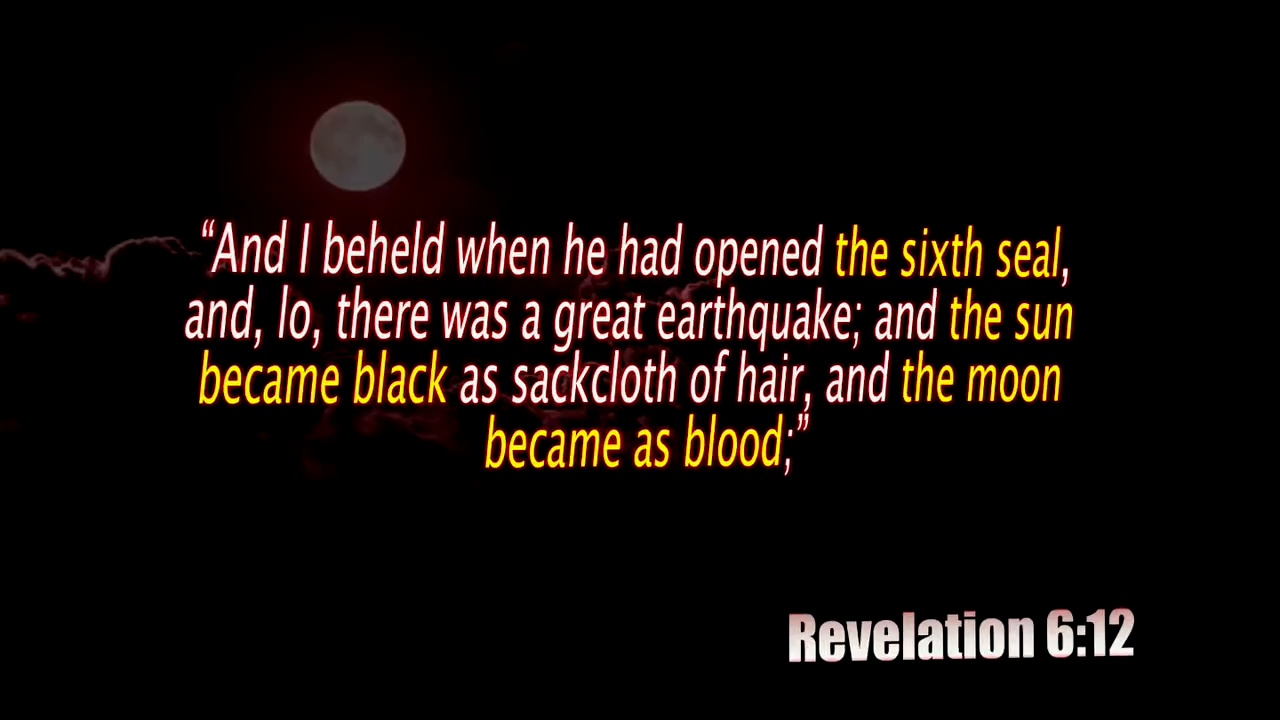 “And I beheld when he had opened the sixth seal,
and, lo, there was a great earthquake; and the sun
became black as sackcloth of hair, and the moon
became as blood;”
Revelation 6:12